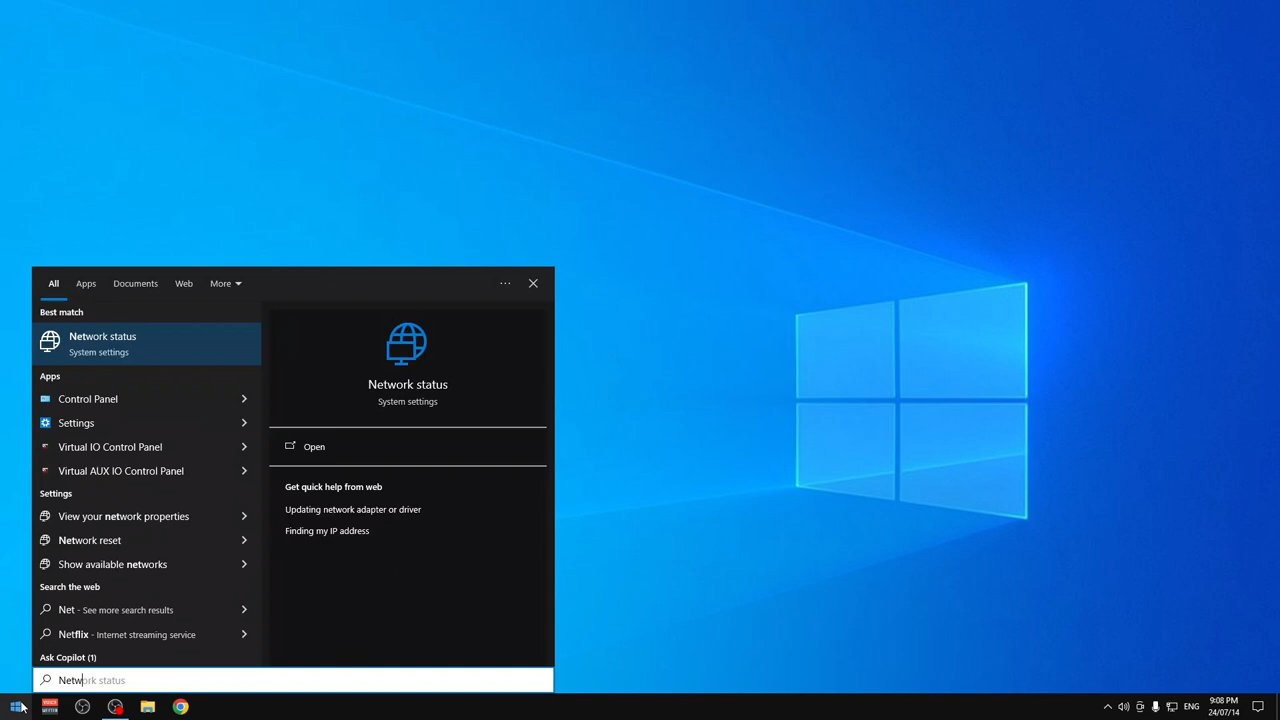 All Apps Documents Web More
Best match
Network status
System settings
Apps
Control Panel
Settings
Virtual IO Control Panel
Virtual AUX IO Control Panel
Settings
View your network properties
Network reset
Show available networks
Search the web
Net - See more search results
Netflix - Internet streaming service
Ask Copilot (1)
Network status
Network status
System settings
Open
Get quick help from web
Updating network adapter or driver
Finding my IP address
ENG
9:08 PM
24/07/14